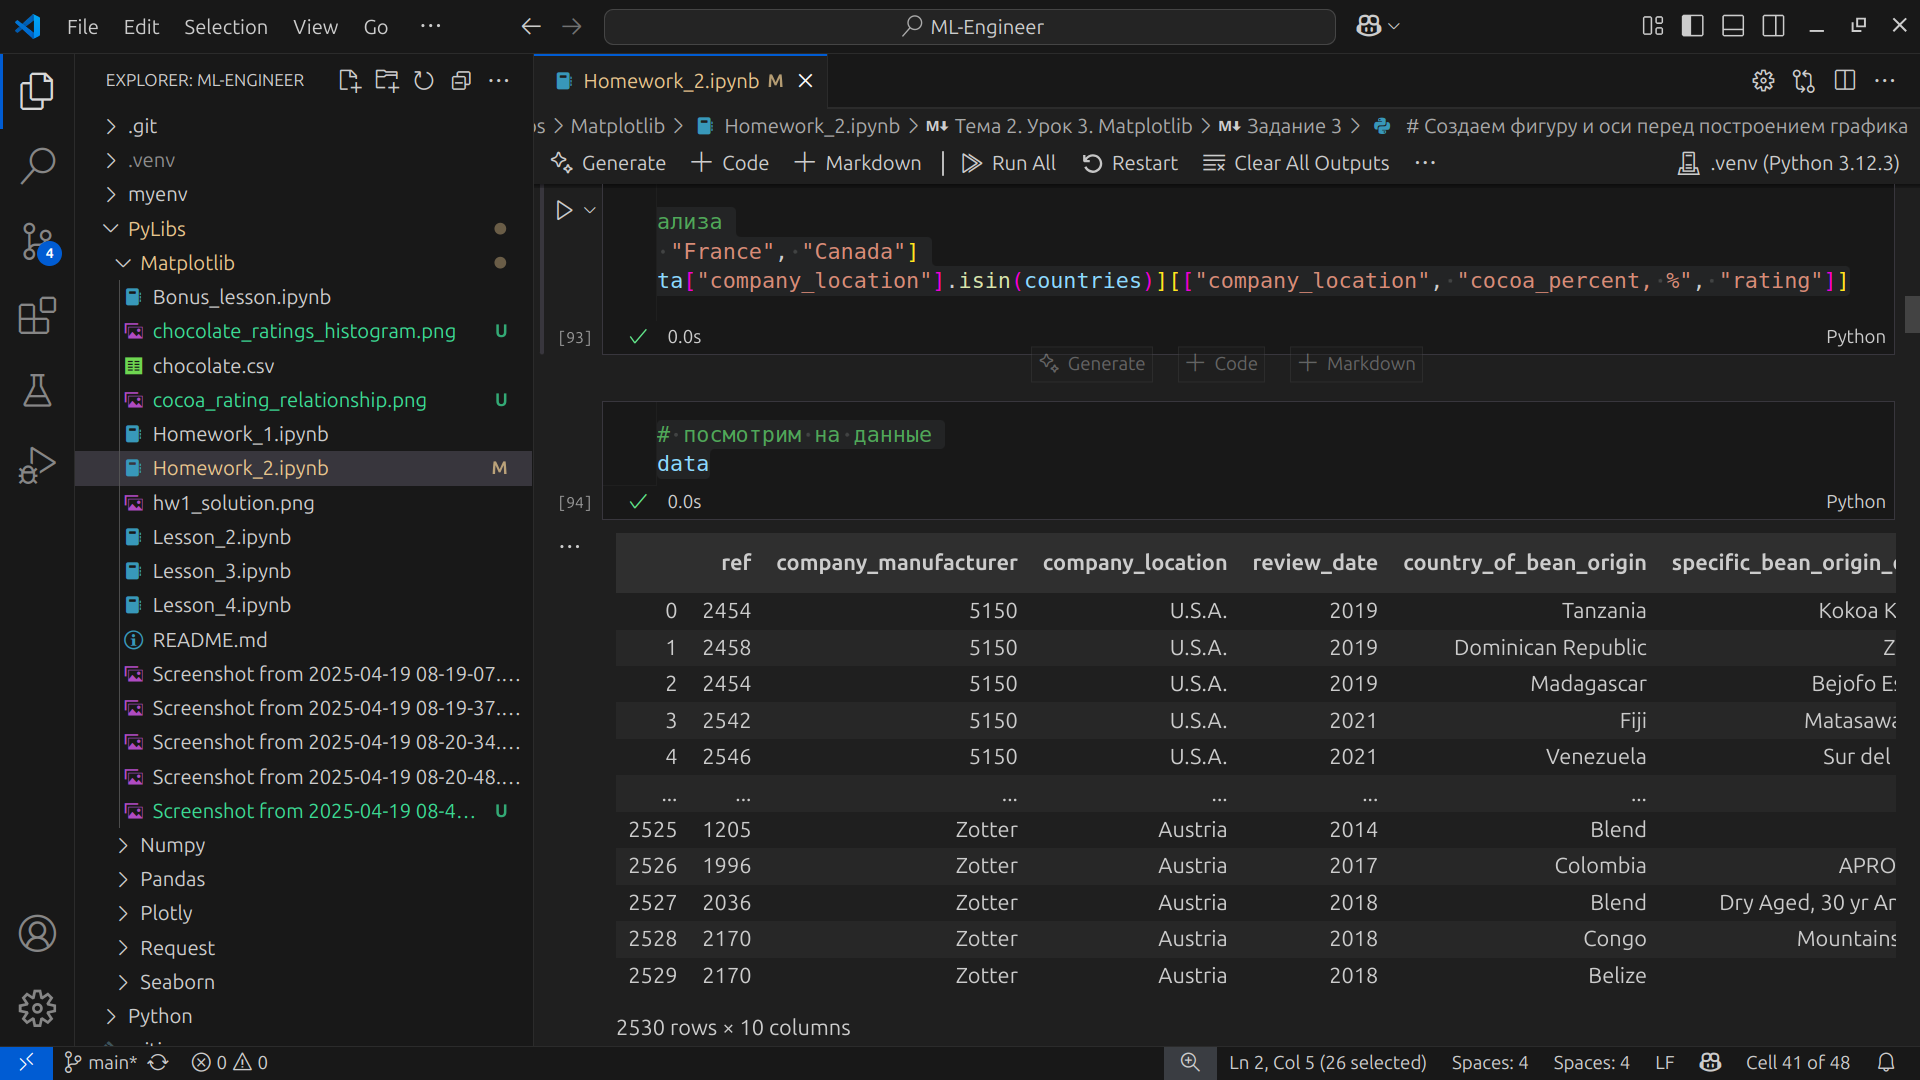 File Edit Selection View Go ···
ML-Engineer
EXPLORER: ML-ENGINEER
.git
.venv
myenv
PyLibs
Matplotlib
Bonus_lesson.ipynb
chocolate_ratings_histogram.png U
chocolate.csv
cocoa_rating_relationship.png U
Homework_1.ipynb
Homework_2.ipynb M
hw1_solution.png
Lesson_2.ipynb
Lesson_3.ipynb
Lesson_4.ipynb
README.md
Screenshot from 2025-04-19 08-19-07....
Screenshot from 2025-04-19 08-19-37....
Screenshot from 2025-04-19 08-20-34....
Screenshot from 2025-04-19 08-20-48....
Screenshot from 2025-04-19 08-4... U
Numpy
Pandas
Plotly
Request
Seaborn
Python
4
Homework_2.ipynb M
os > Matplotlib > Homework_2.ipynb > M↓ Тема 2. Урок 3. Matplotlib > M↓ Задание 3 > # Создаем фигуру и оси перед построением графика
Generate + Code + Markdown | Run All Restart Clear All Outputs ··· .venv (Python 3.12.3)
ализа
"France", "Canada"]
ta["company_location"].isin(countries)][["company_location", "cocoa_percent, %", "rating"]]
[93] 0.0s Python
Generate + Code + Markdown
# посмотрим на данные
data
[94] 0.0s Python
ref company_manufacturer company_location review_date country_of_bean_origin specific_bean_origin_
0 2454 5150 U.S.A. 2019 Tanzania Kokoa K
1 2458 5150 U.S.A. 2019 Dominican Republic Z
2 2454 5150 U.S.A. 2019 Madagascar Bejofo Es
3 2542 5150 U.S.A. 2021 Fiji Matasawa
4 2546 5150 U.S.A. 2021 Venezuela Sur del
... ... ... ... ... ...
2525 1205 Zotter Austria 2014 Blend
2526 1996 Zotter Austria 2017 Colombia APRO
2527 2036 Zotter Austria 2018 Blend Dry Aged, 30 yr Ar
2528 2170 Zotter Austria 2018 Congo Mountains
2529 2170 Zotter Austria 2018 Belize
2530 rows × 10 columns
main* 0 0 Ln 2, Col 5 (26 selected) Spaces: 4 Spaces: 4 LF Cell 41 of 48